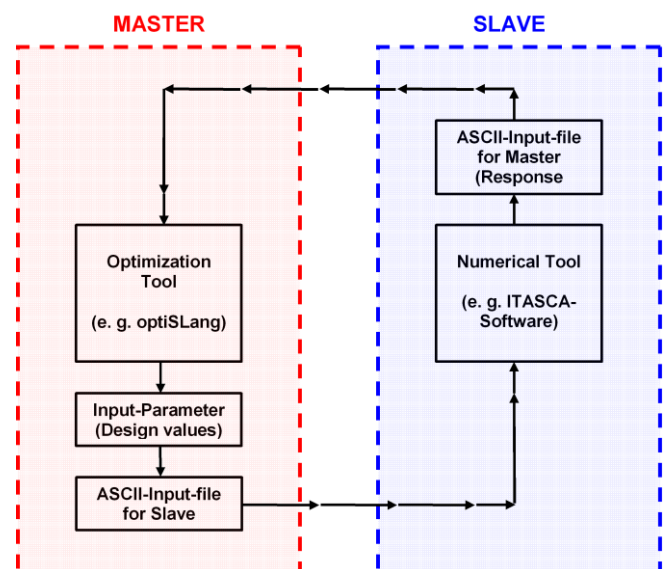 MASTER
SLAVE
ASCII-Input-file
for Master
(Response
Optimization
Tool
(e. g. optiSLang)
Numerical Tool
(e. g. ITASCA-
Software)
Input-Parameter
(Design values)
ASCII-Input-file
for Slave